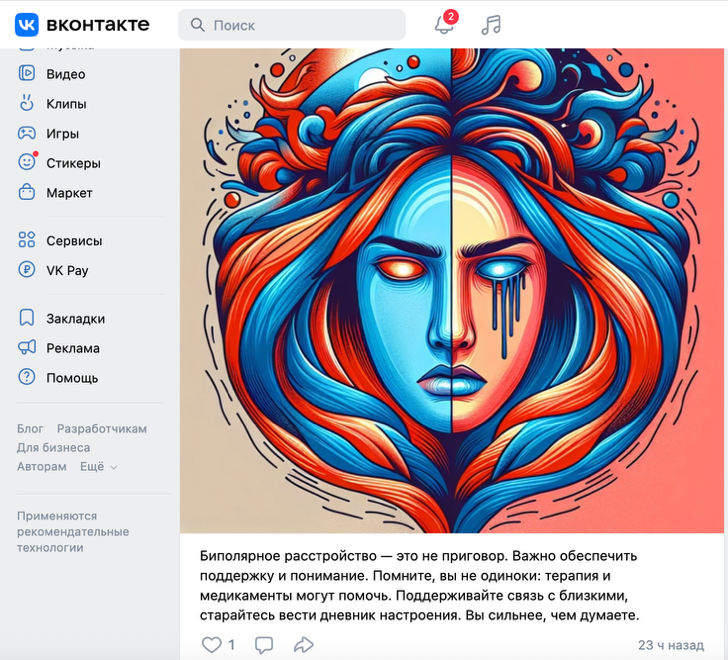 вконтакте
Поиск
2
Музыка
Видео
Клипы
Игры
Стикеры
Маркет
Сервисы
VK Pay
Закладки
Реклама
Помощь
Блог Разработчикам
Для бизнеса
Авторам Ещё
Применяются
рекомендательные
технологии
Биполярное расстройство — это не приговор. Важно обеспечить
поддержку и понимание. Помните, вы не одиноки: терапия и
медикаменты могут помочь. Поддерживайте связь с близкими,
старайтесь вести дневник настроения. Вы сильнее, чем думаете.
1
23 ч назад